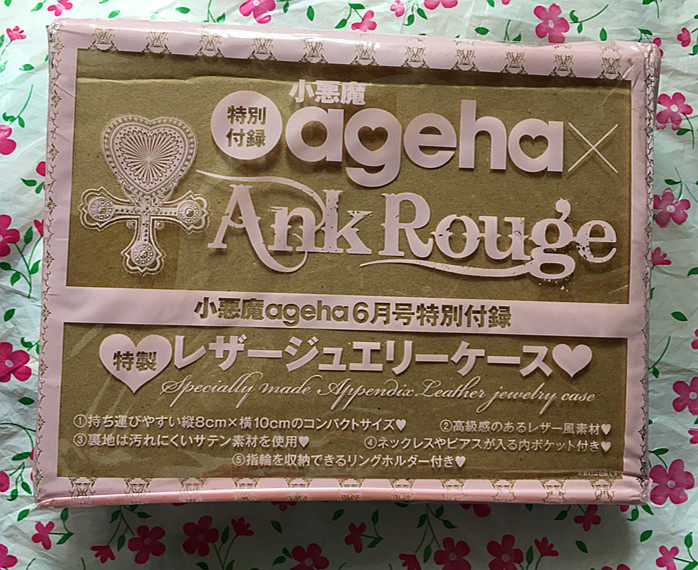 特別付録
小悪魔
ageha×
Ank Rouge
小悪魔ageha6月号特別付録
特製 レザージュエリーケース♥
Specially made Appendix Leather jewelry case
①持ち運びやすい縦8cm×横10cmのコンパクトサイズ♥ ②高級感のあるレザー風素材♥
③裏地は汚れにくいサテン素材を使用♥ ④ネックレスやピアスが入る内ポケット付き♥
⑤指輪を収納できるリングホルダー付き♥